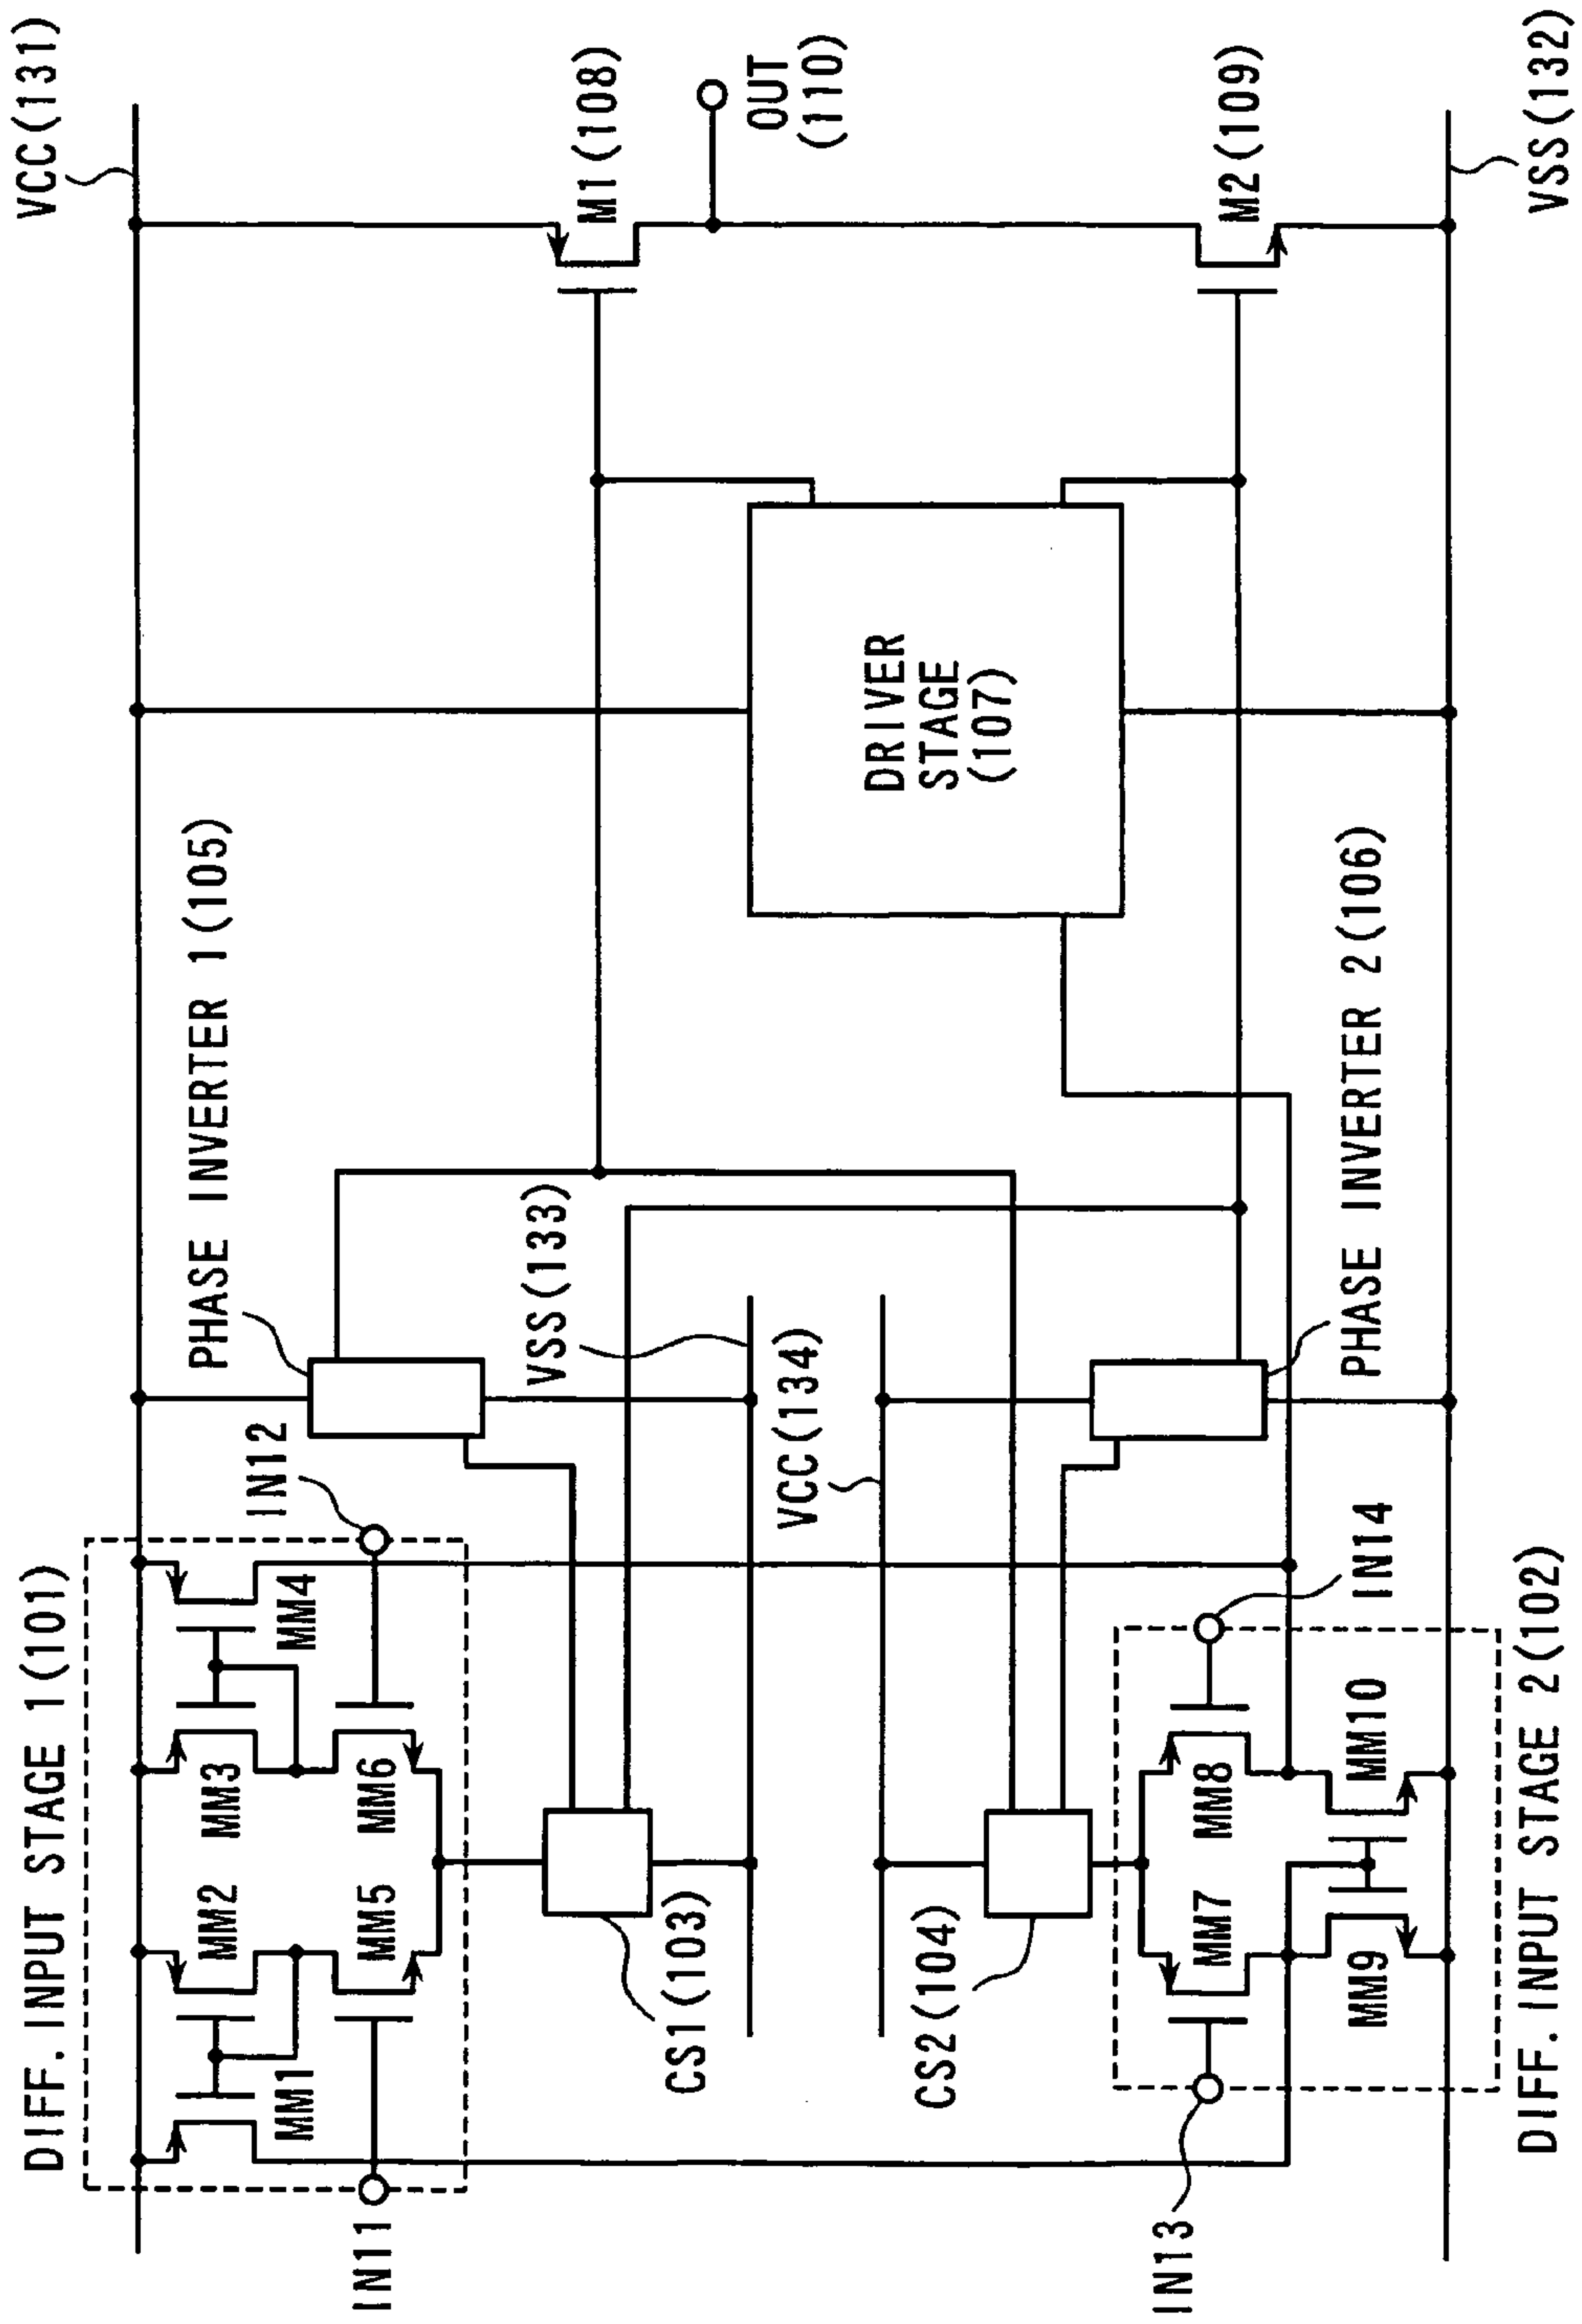 DIFF. INPUT STAGE 1(101)
VCC(131)
MM1
MM2
MM3
MM4
IN12
PHASE INVERTER 1(105)
IN11
MM5
MM6
VSS(133)
M1(108)
CS1(103)
OUT
(110)
VCC(134)
DRIVER
STAGE
(107)
CS2(104)
IN13
MM7
MM8
M2(109)
MM9
MM10
IN14
PHASE INVERTER 2(106)
DIFF. INPUT STAGE 2(102)
VSS(132)